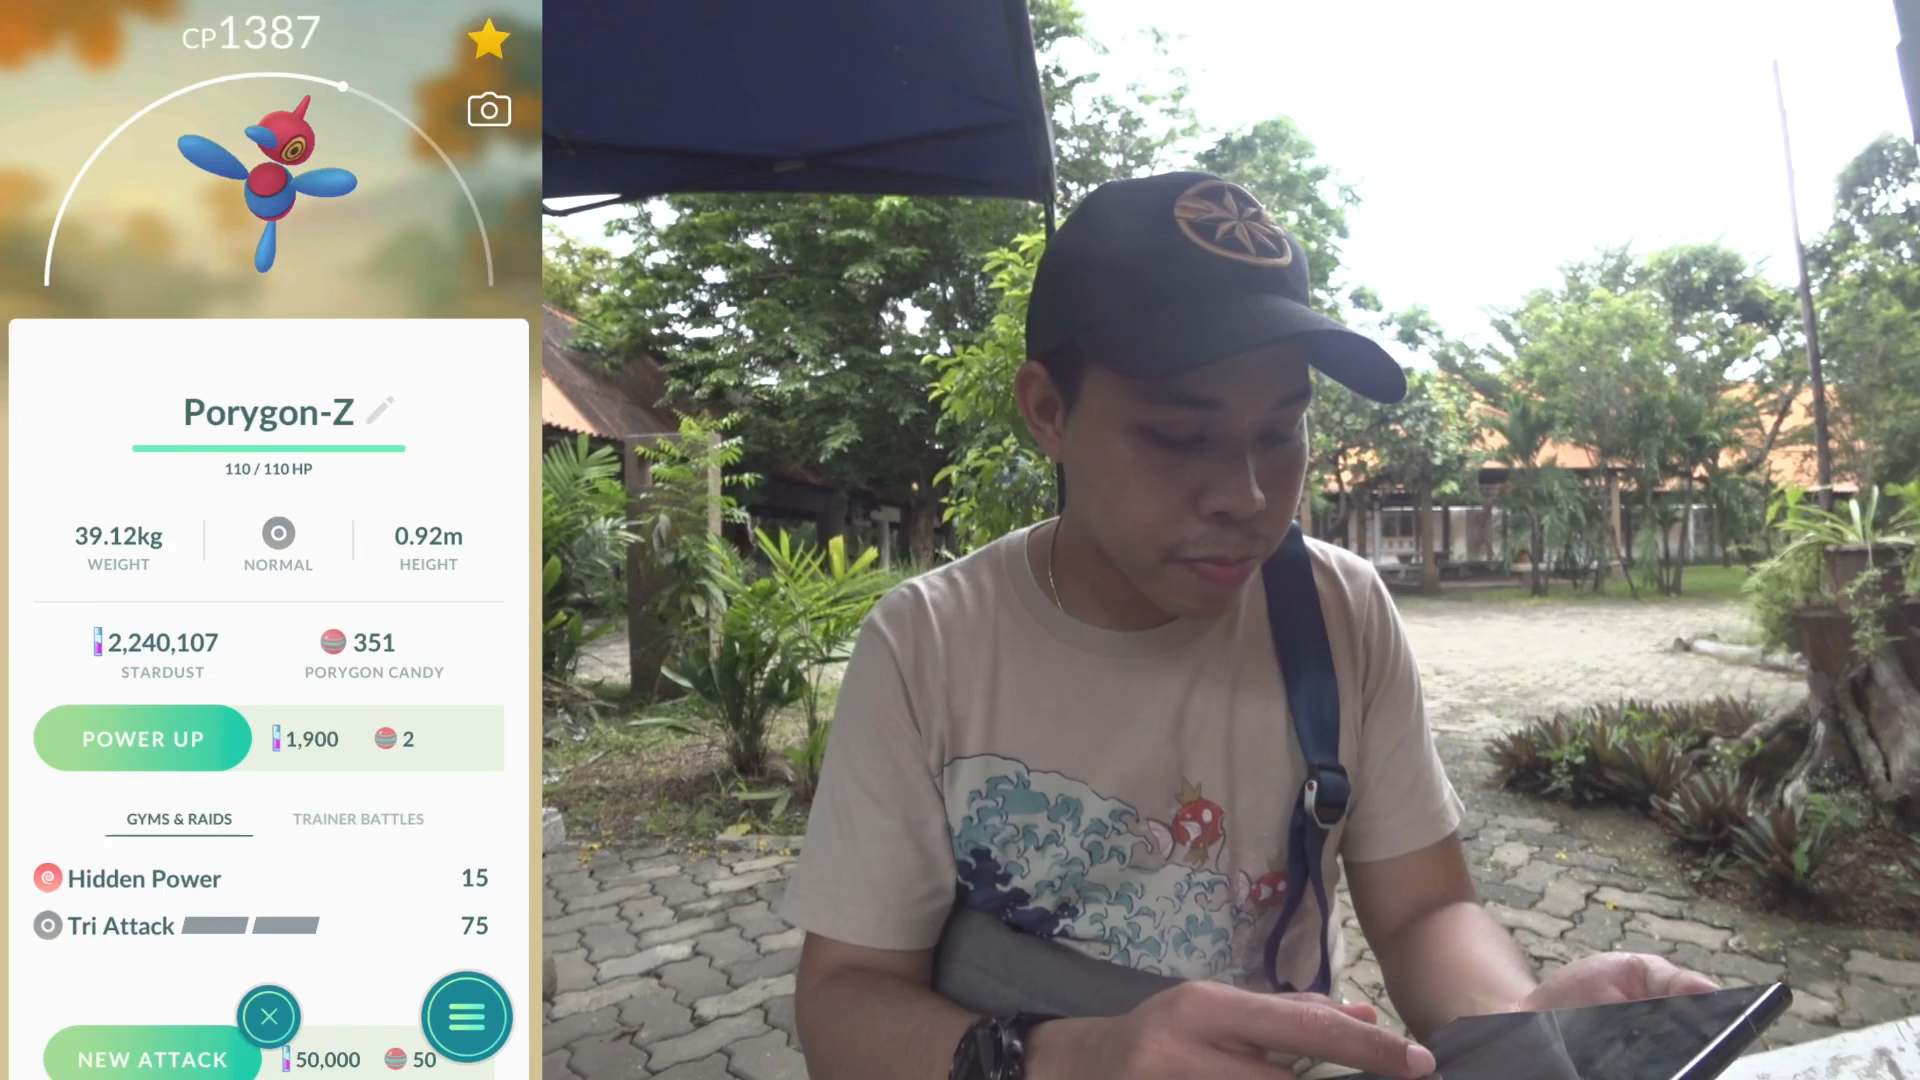 CP1387
Porygon-Z
110 / 110 HP
39.12kg
WEIGHT
NORMAL
0.92m
HEIGHT
2,240,107
STARDUST
351
PORYGON CANDY
POWER UP
1,900
2
GYMS & RAIDS
TRAINER BATTLES
Hidden Power
15
Tri Attack
75
NEW ATTACK
50,000
50